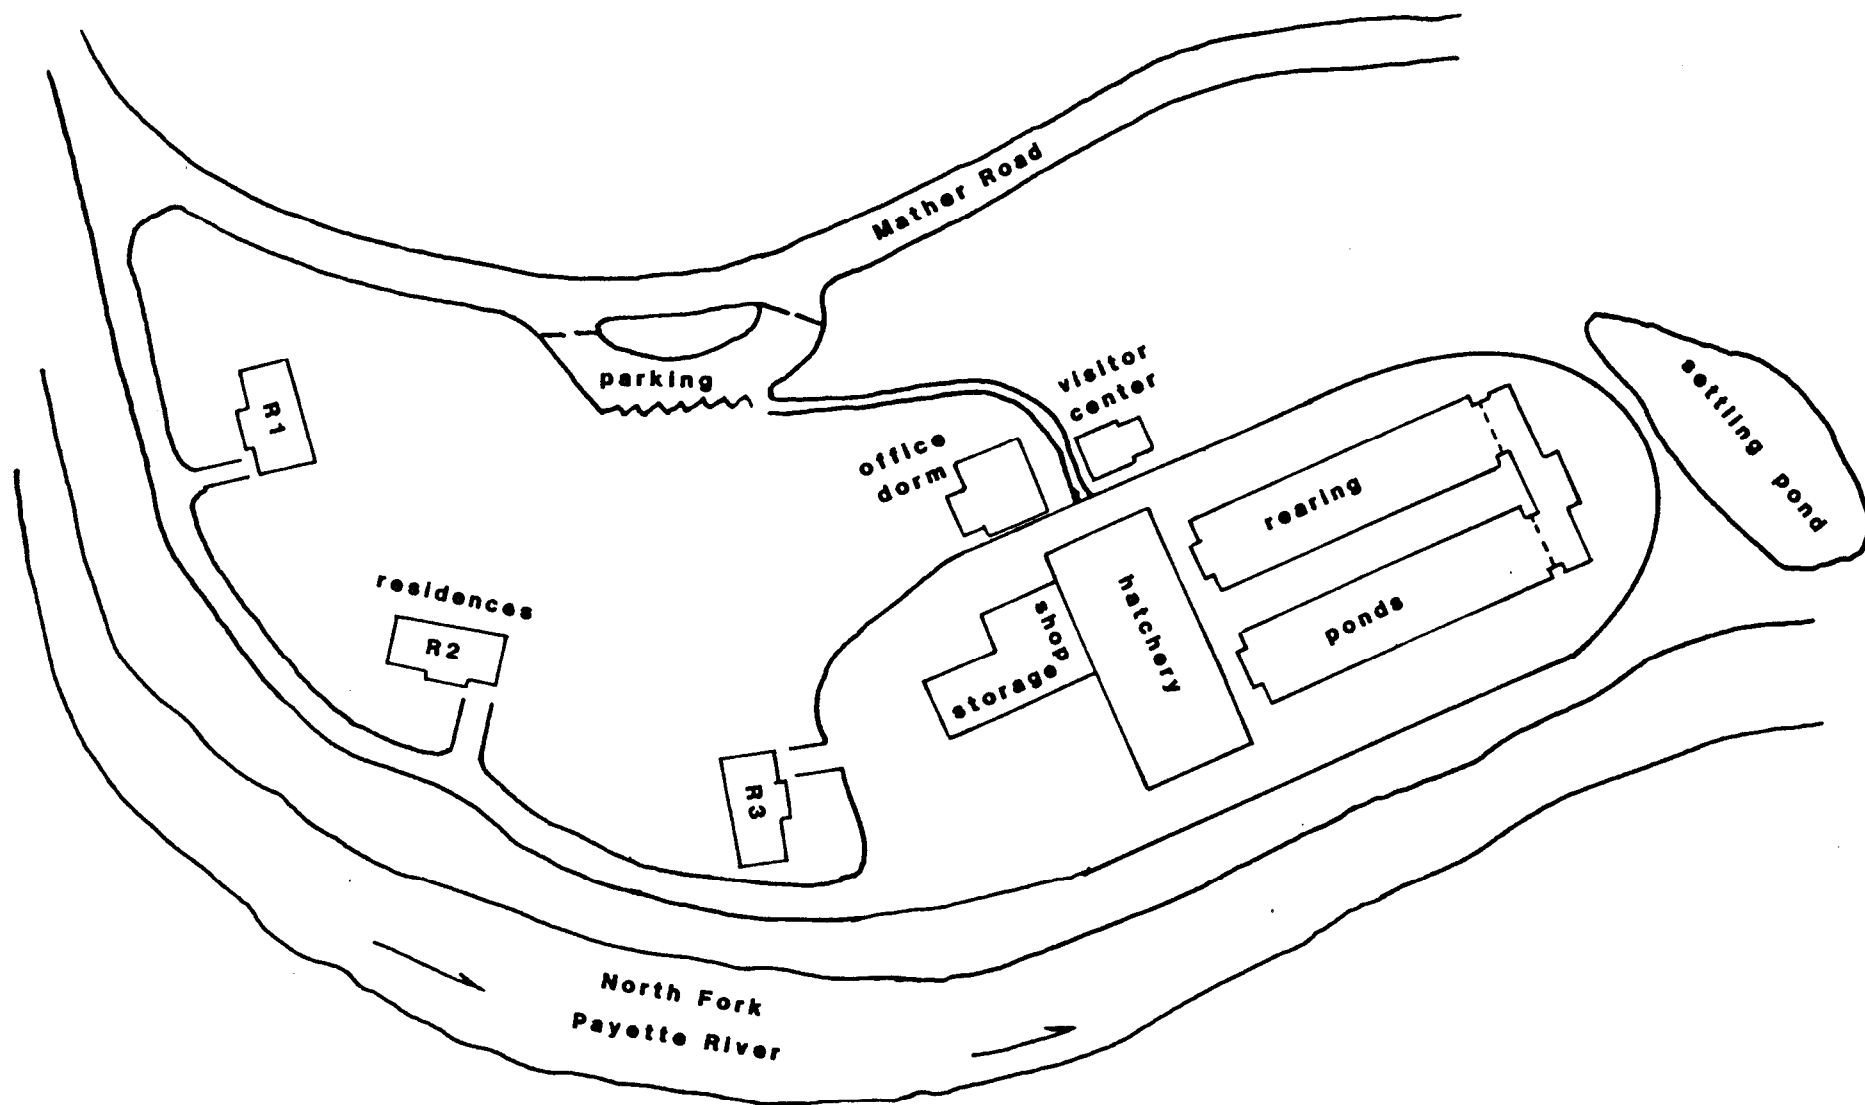 Mather Road
parking
visitor
center
office
dorm
R1
residences
R2
R3
shop
storage
hatchery
rearing
ponds
settling pond
North Fork
Payette River